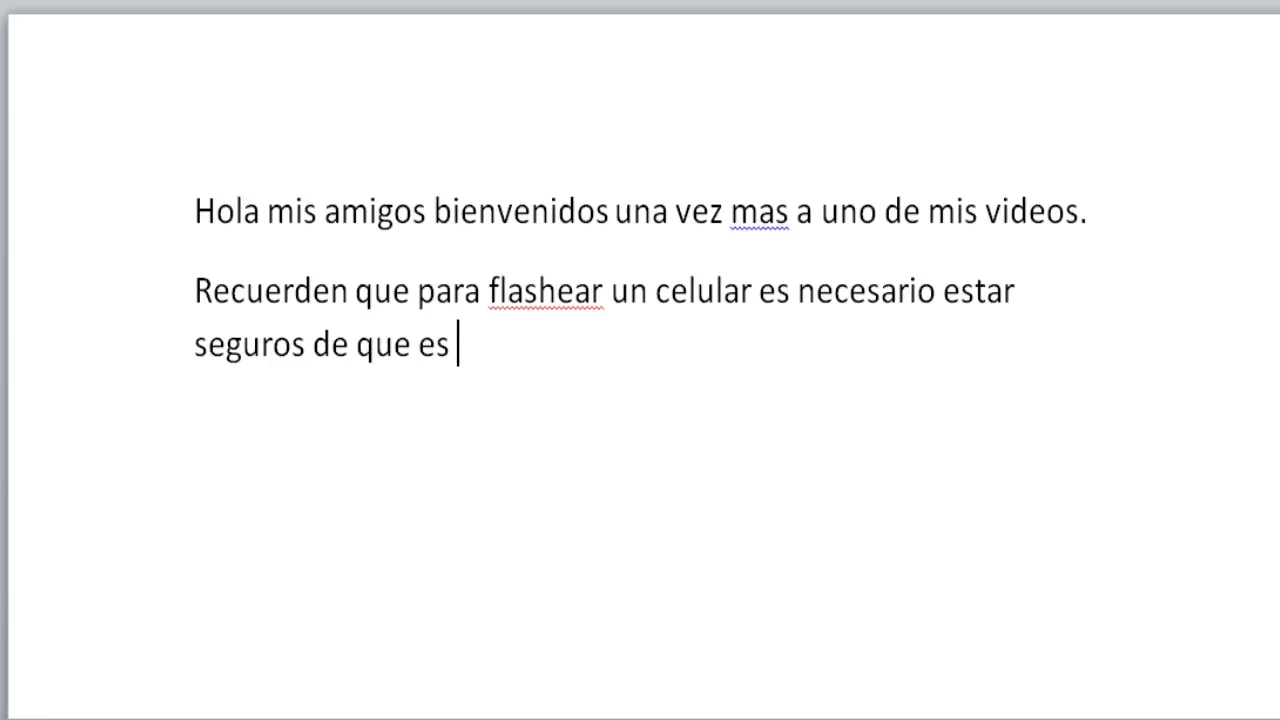 Hola mis amigos bienvenidos una vez mas a uno de mis videos.
Recuerden que para flashear un celular es necesario estar
seguros de que es